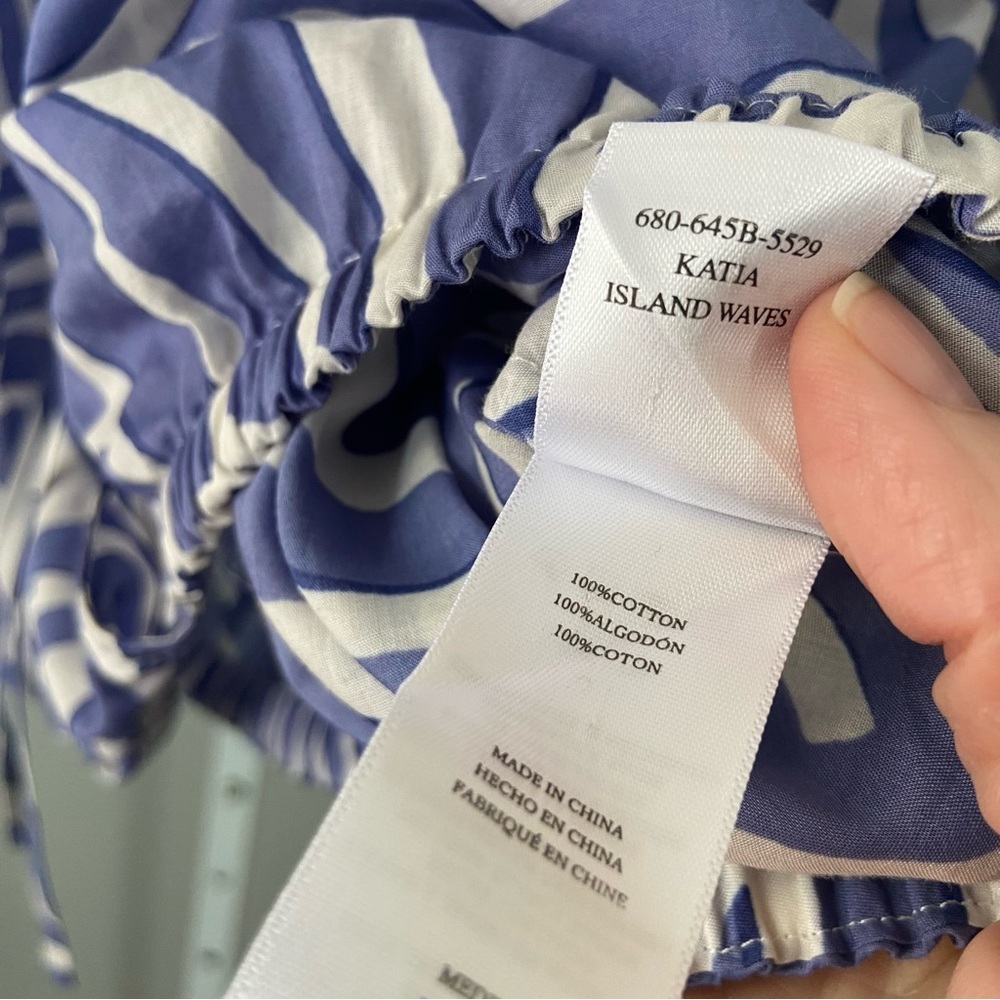 680-645B-5529
KATIA
ISLAND WAVES
100%COTTON
100%ALGODÓN
100%COTON
MADE IN CHINA
HECHO EN CHINA
FABRIQUÉ EN CHINE